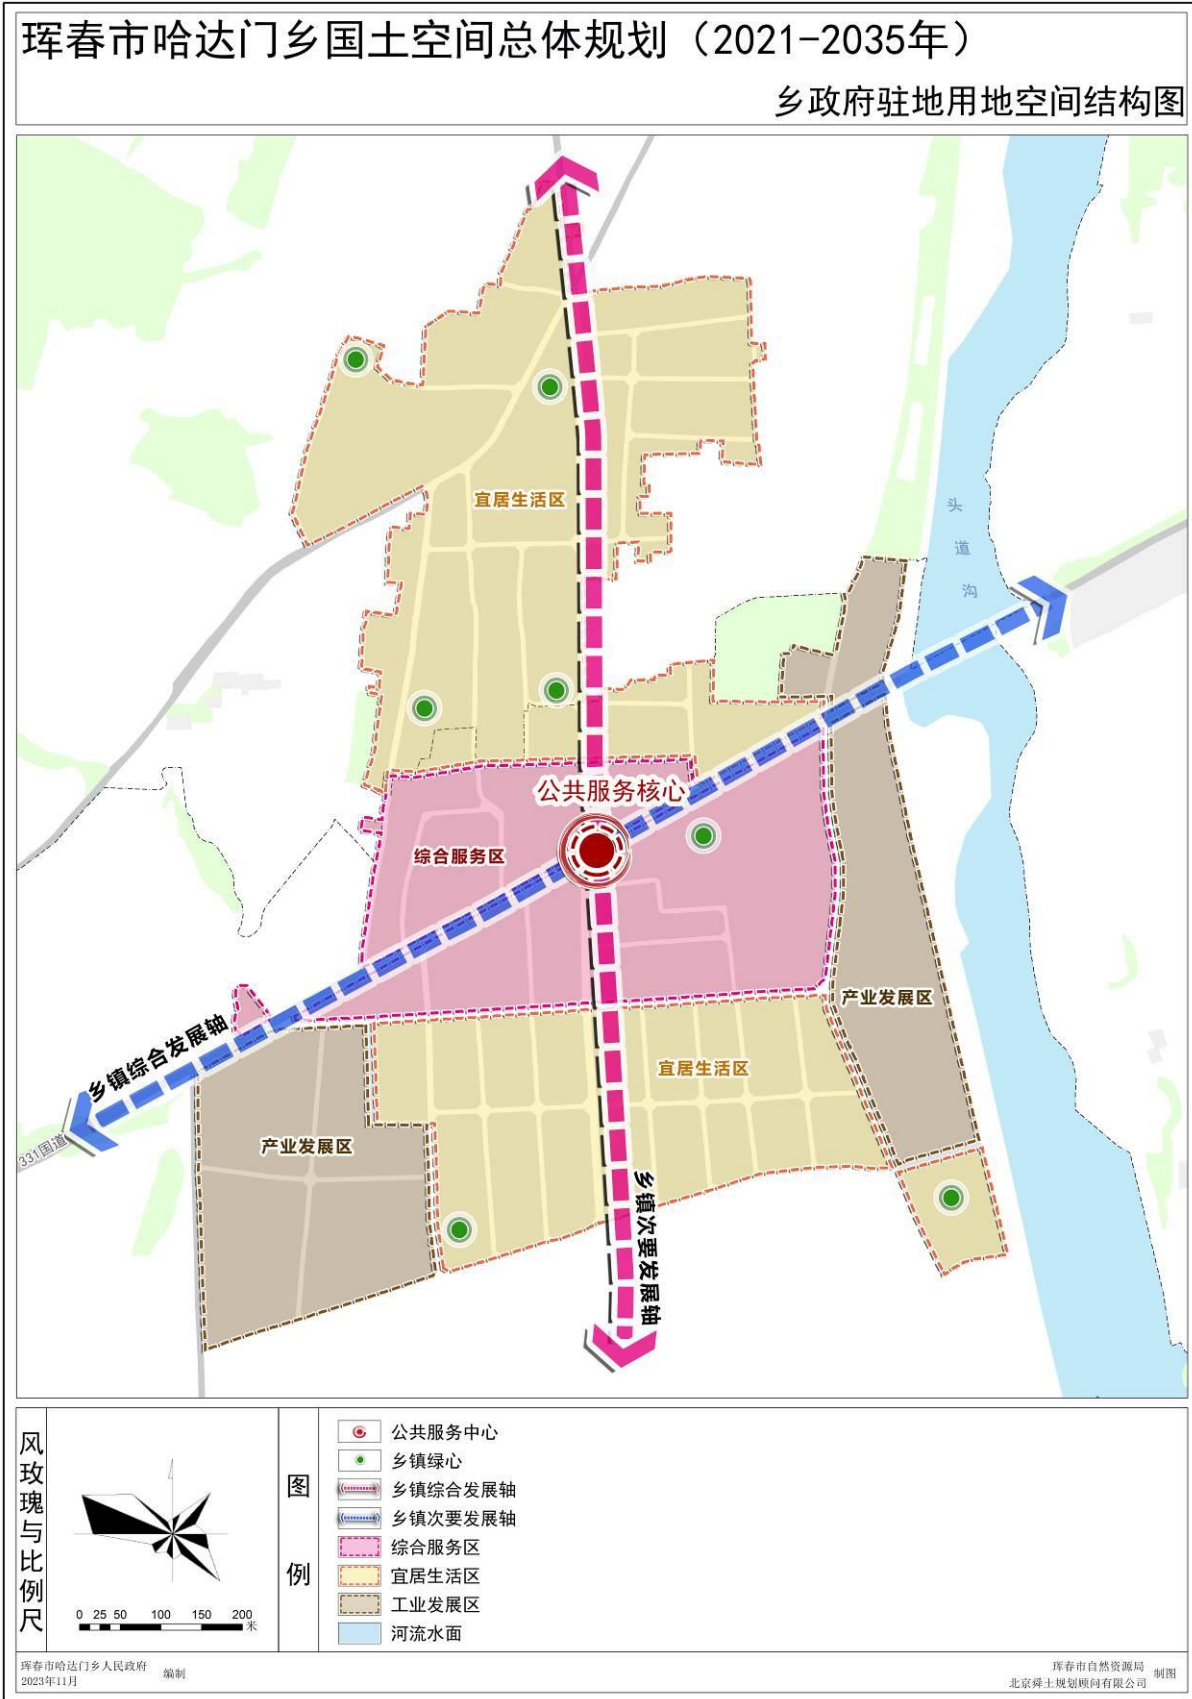 珲春市哈达门乡国土空间总体规划（2021-2035年）
乡政府驻地用地空间结构图
宜居生活区
头
道
沟
公共服务核心
综合服务区
产业发展区
乡镇综合发展轴
宜居生活区
331国道
产业发展区
乡镇次要发展轴
风玫瑰与比例尺
0 25 50 100 150 200
米
图
例
公共服务中心
乡镇绿心
乡镇综合发展轴
乡镇次要发展轴
综合服务区
宜居生活区
工业发展区
河流水面
珲春市哈达门乡人民政府 编制
2023年11月
珲春市自然资源局
北京舜土规划顾问有限公司 制图